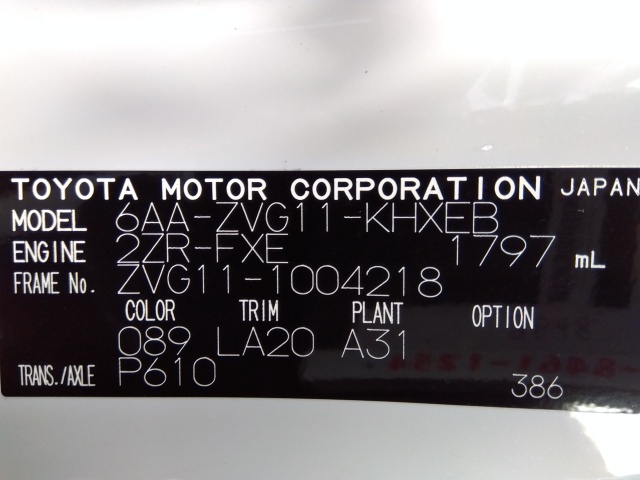 TOYOTA MOTOR CORPORATION JAPAN
MODEL 6AA-ZVG11-KHXEB
ENGINE 2ZR-FXE 1797 mL
FRAME No. ZVG11-1004218
COLOR TRIM PLANT OPTION
089 LA20 A31
TRANS./AXLE P610
386